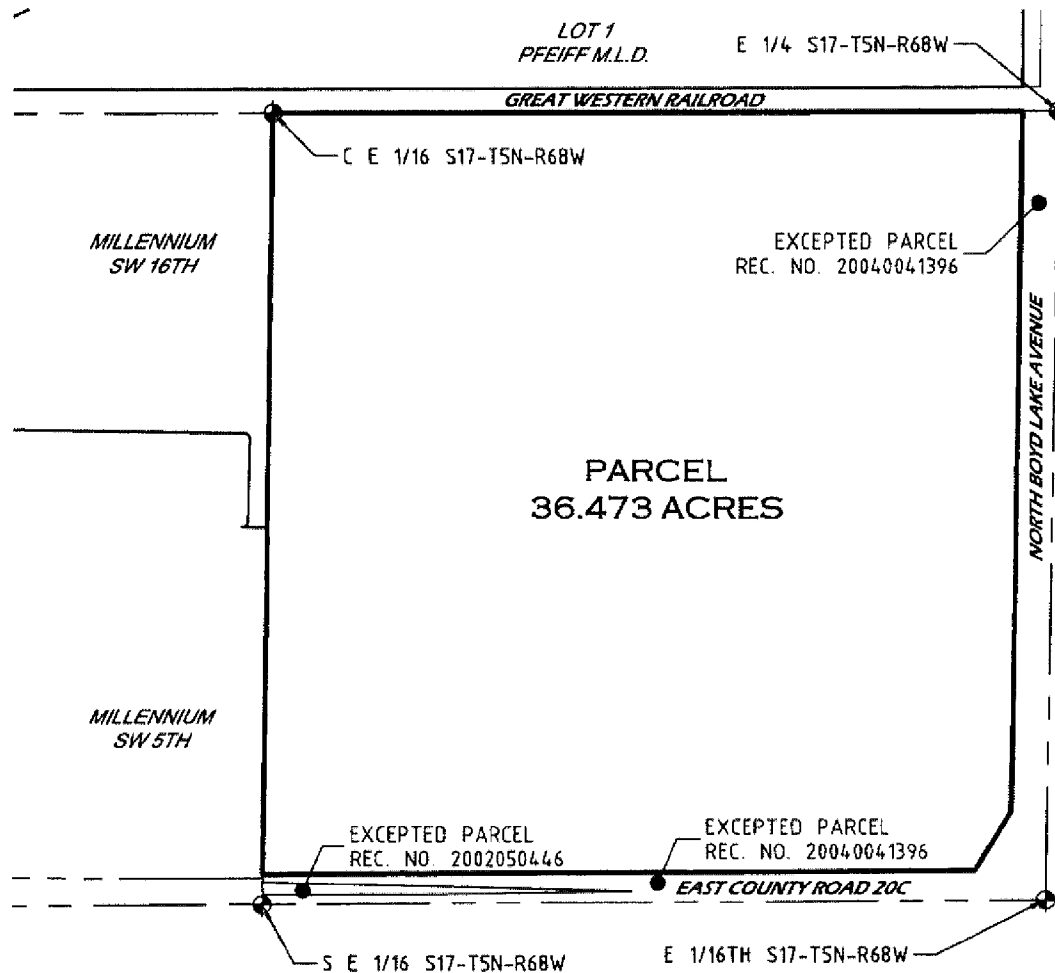 LOT 1
PFEIFF M.L.D.
E 1/4 S17-T5N-R68W
GREAT WESTERN RAILROAD
C E 1/16 S17-T5N-R68W
MILLENNIUM
SW 16TH
EXCEPTED PARCEL
REC. NO. 20040041396
NORTH BOYD LAKE AVENUE
PARCEL
36.473 ACRES
MILLENNIUM
SW 5TH
EXCEPTED PARCEL
REC. NO. 2002050446
EXCEPTED PARCEL
REC. NO. 20040041396
EAST COUNTY ROAD 20C
S E 1/16 S17-T5N-R68W
E 1/16TH S17-T5N-R68W